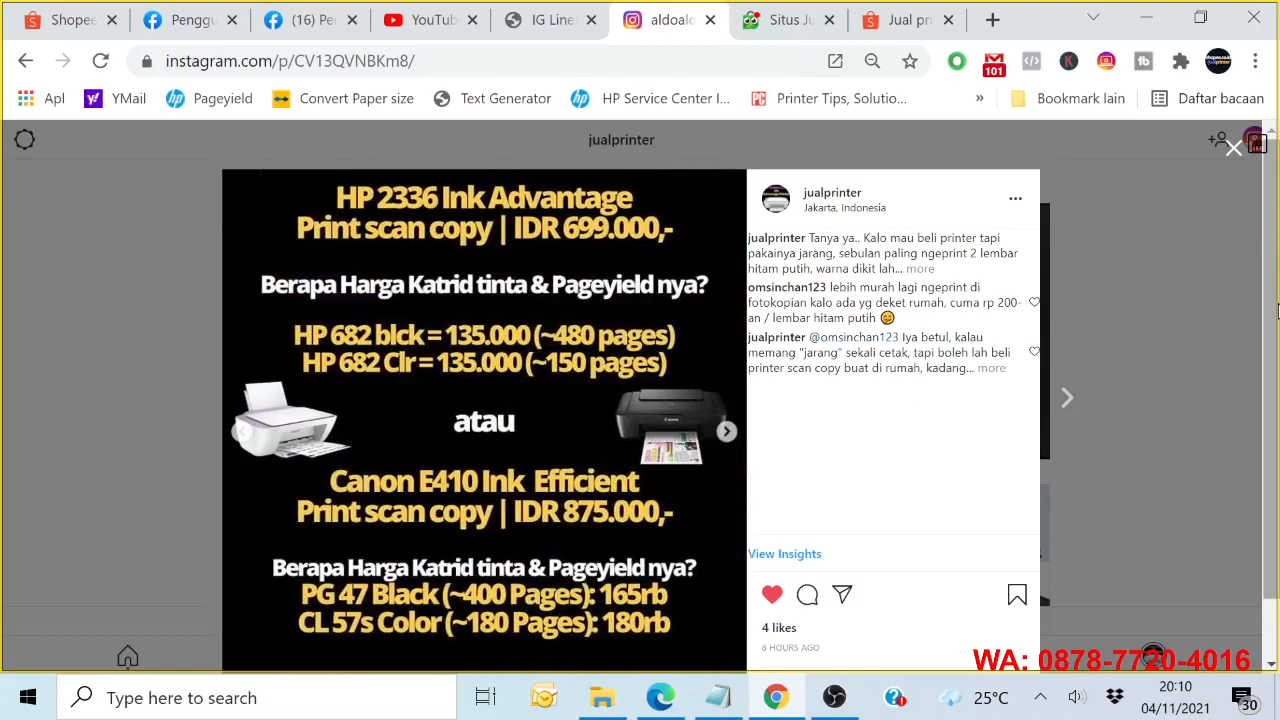 Shopee
Penggu
(16) Per
YouTub
IG Line
aldoalc
Situs Ju
Jual pri
instagram.com/p/CV13QVNBKm8/
101
Apl
YMail
Pageyield
Convert Paper size
Text Generator
HP Service Center I...
Printer Tips, Solutio...
»
Bookmark lain
Daftar bacaan
jualprinter
HP 2336 Ink Advantage
Print scan copy | IDR 699.000,-
Berapa Harga Katrid tinta & Pageyield nya?
HP 682 blck = 135.000 (~480 pages)
HP 682 Clr = 135.000 (~150 pages)
atau
Canon
Canon E410 Ink Efficient
Print scan copy | IDR 875.000,-
Berapa Harga Katrid tinta & Pageyield nya?
PG 47 Black (~400 Pages): 165rb
CL 57s Color (~180 Pages): 180rb
jualprinter
Jakarta, Indonesia
jualprinter Tanya ya.. Kalo mau beli printer tapi
pakainya jarang, sebulan paling ngeprint 2 lembar
hitam putih, warna dikit lah... more
omsinchan123 lebih murah lagi ngeprint di
fotokopian kalo ada yg deket rumah, cuma rp 200-
an / lembar hitam putih 😄
jualprinter @omsinchan123 Iya betul, kalau
memang "jarang" sekali cetak, tapi boleh lah beli
printer scan copy buat di rumah, kadang... more
View Insights
4 likes
8 HOURS AGO
WA: 0878-7720-4016
Type here to search
25°C
20:10
04/11/2021
30